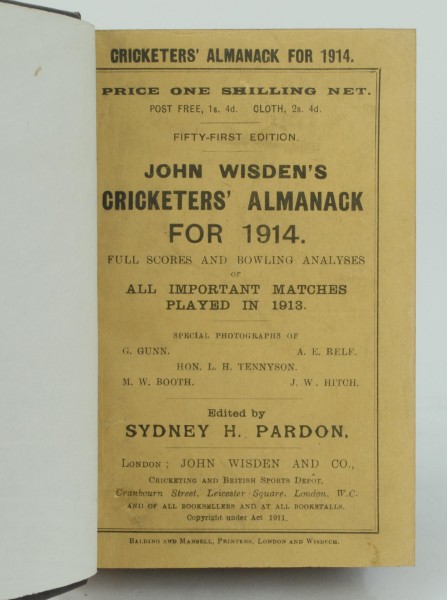 CRICKETERS' ALMANACK FOR 1914.
PRICE ONE SHILLING NET.
POST FREE, 1s. 4d. CLOTH, 2s. 4d.
FIFTY-FIRST EDITION.
JOHN WISDEN'S
CRICKETERS' ALMANACK
FOR 1914.
FULL SCORES AND BOWLING ANALYSES
OF
ALL IMPORTANT MATCHES
PLAYED IN 1913.
SPECIAL PHOTOGRAPHS OF
G. GUNN. A. E. RELF.
HON. L. H. TENNYSON.
M. W. BOOTH. J. W. HITCH.
Edited by
SYDNEY H. PARDON.
LONDON: JOHN WISDEN AND CO.,
CRICKETING AND BRITISH SPORTS DEPOT,
Cranbourn Street, Leicester Square, London, W.C.
AND OF ALL BOOKSELLERS AND AT ALL BOOKSTALLS.
Copyright under Act 1911.
BALDING AND MANSELL, PRINTERS, LONDON AND WISBECH.